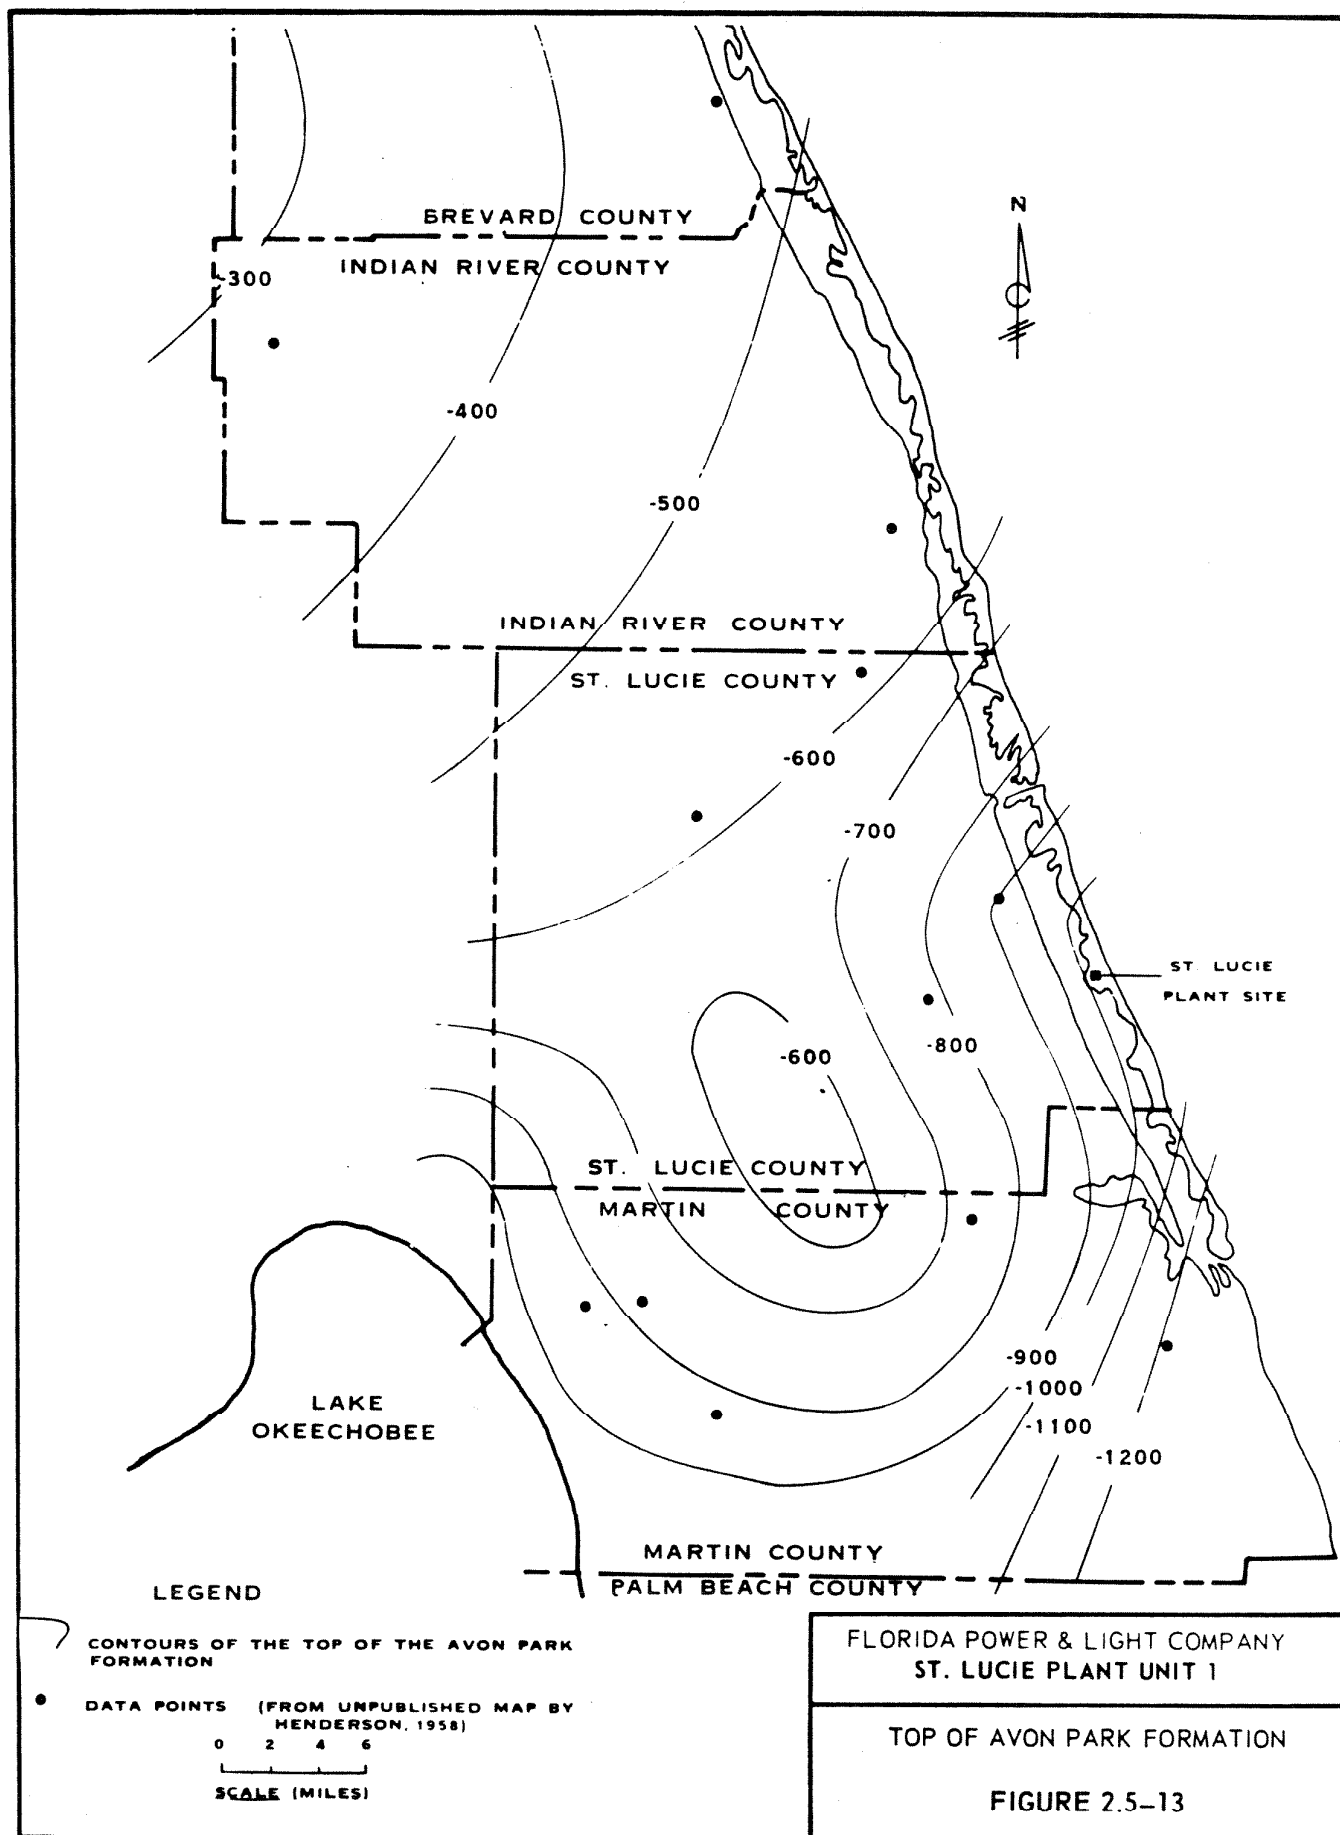 N
BREVARD COUNTY
INDIAN RIVER COUNTY
-300
-400
-500
INDIAN RIVER COUNTY
ST. LUCIE COUNTY
-600
-700
ST. LUCIE
PLANT SITE
-600
-800
ST. LUCIE COUNTY
MARTIN COUNTY
-900
-1000
-1100
-1200
LAKE
OKEECHOBEE
MARTIN COUNTY
PALM BEACH COUNTY
LEGEND
CONTOURS OF THE TOP OF THE AVON PARK
FORMATION
DATA POINTS (FROM UNPUBLISHED MAP BY
HENDERSON, 1958)
0 2 4 6
SCALE (MILES)
FLORIDA POWER & LIGHT COMPANY
ST. LUCIE PLANT UNIT 1
TOP OF AVON PARK FORMATION
FIGURE 2.5-13